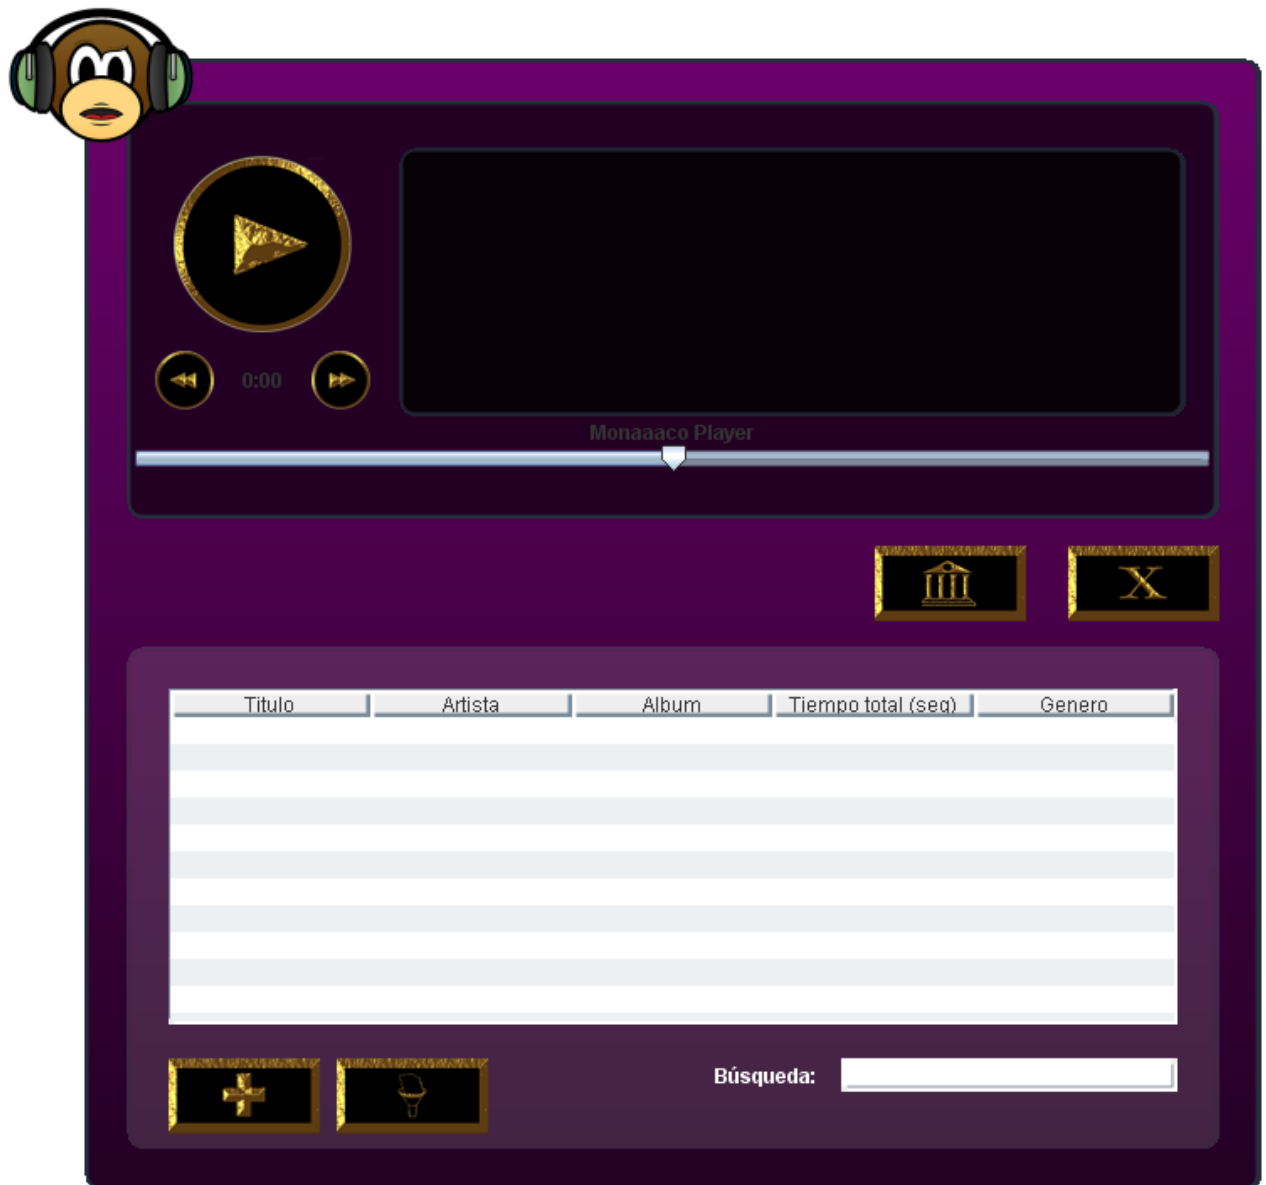 0:00
Monaaaco Player
X
Titulo Artista Album Tiempo total (seg) Genero
Búsqueda: